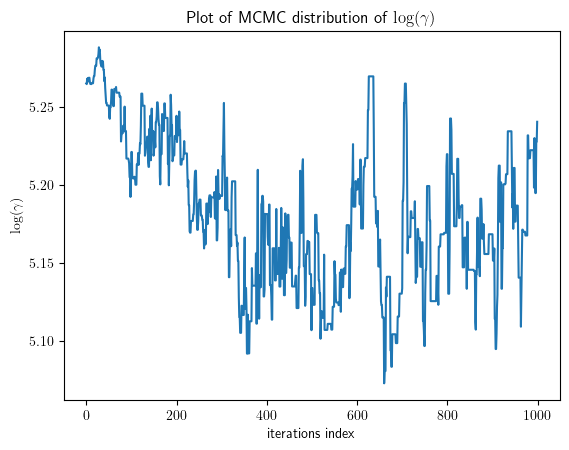 Plot of MCMC distribution of log(γ)
log(γ)
5.25
5.20
5.15
5.10
0 200 400 600 800 1000
iterations index